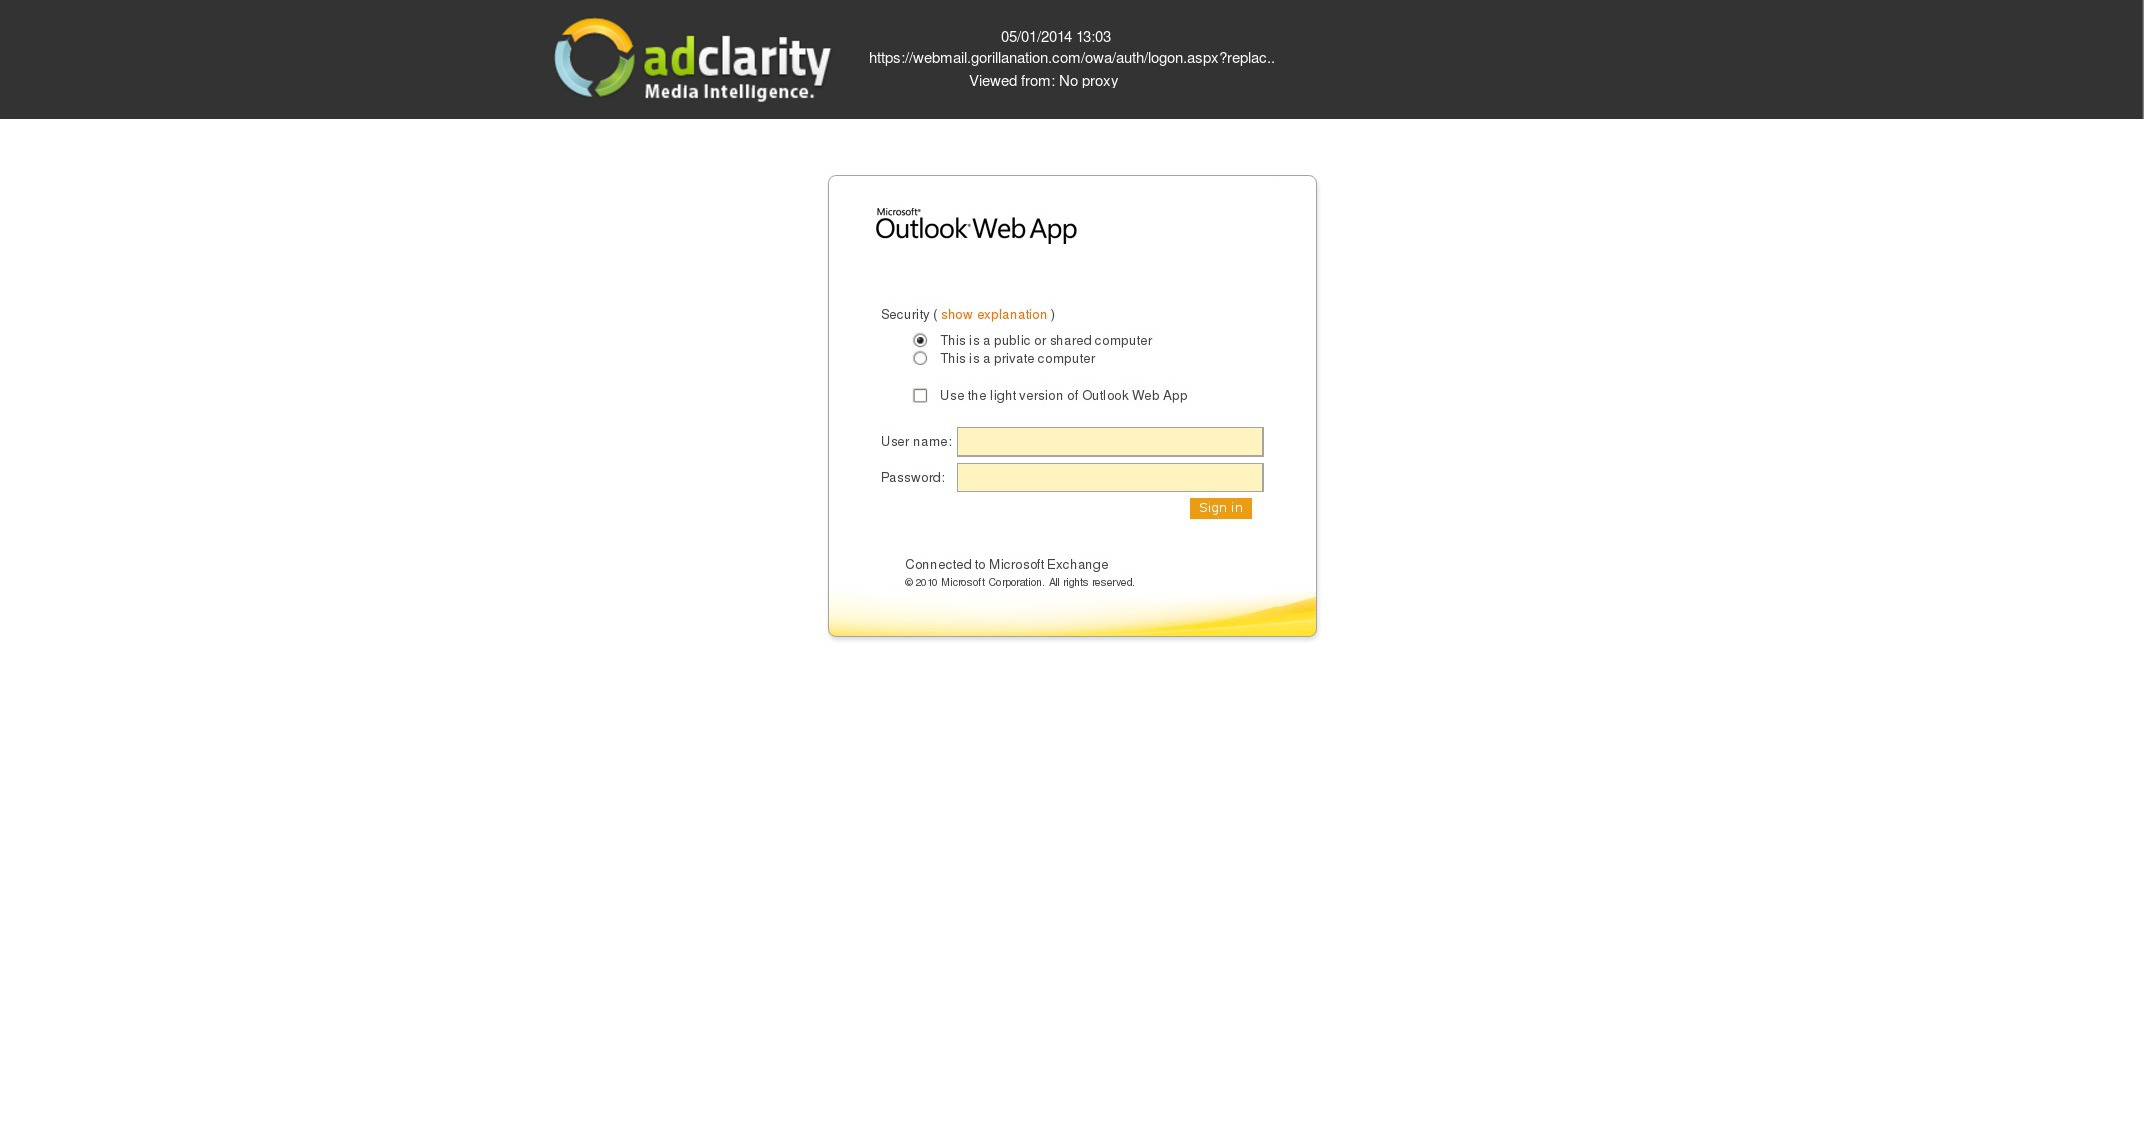 adclarity
Media Intelligence.
05/01/2014 13:03
https://webmail.gorillanation.com/owa/auth/logon.aspx?replac..
Viewed from: No proxy
Microsoft®
Outlook® Web App
Security ( show explanation )
This is a public or shared computer
This is a private computer
Use the light version of Outlook Web App
User name:
Password:
Sign in
Connected to Microsoft Exchange
© 2010 Microsoft Corporation. All rights reserved.